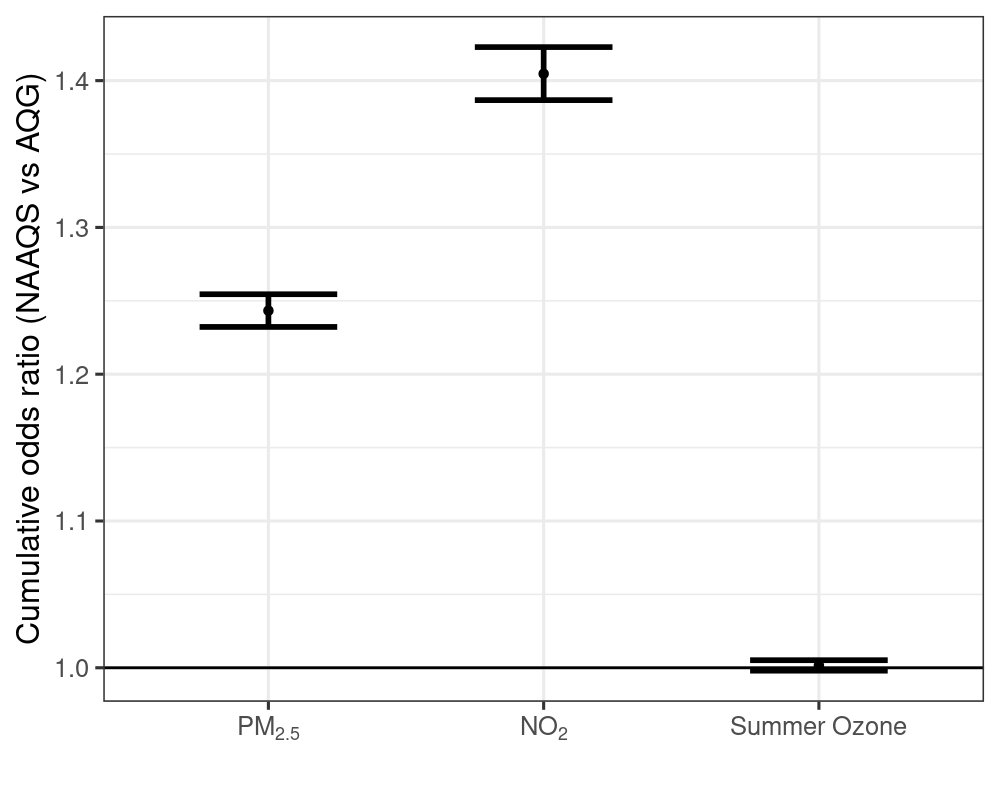 Cumulative odds ratio (NAAQS vs AQG)
1.4
1.3
1.2
1.1
1.0
PM₂.₅ NO₂ Summer Ozone